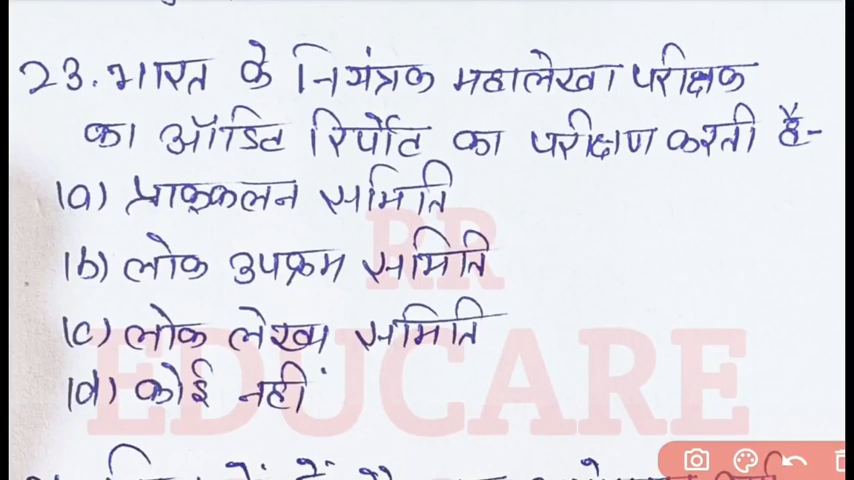 23. भारत के नियंत्रक महालेखा परीक्षक
का ऑडिट रिर्पोट का परीक्षण करती है-
(a) प्राक्कलन समिति
(b) लोक उपक्रम समिति
(c) लोक लेखा समिति
(d) कोई नहीं
RR
EDUCARE